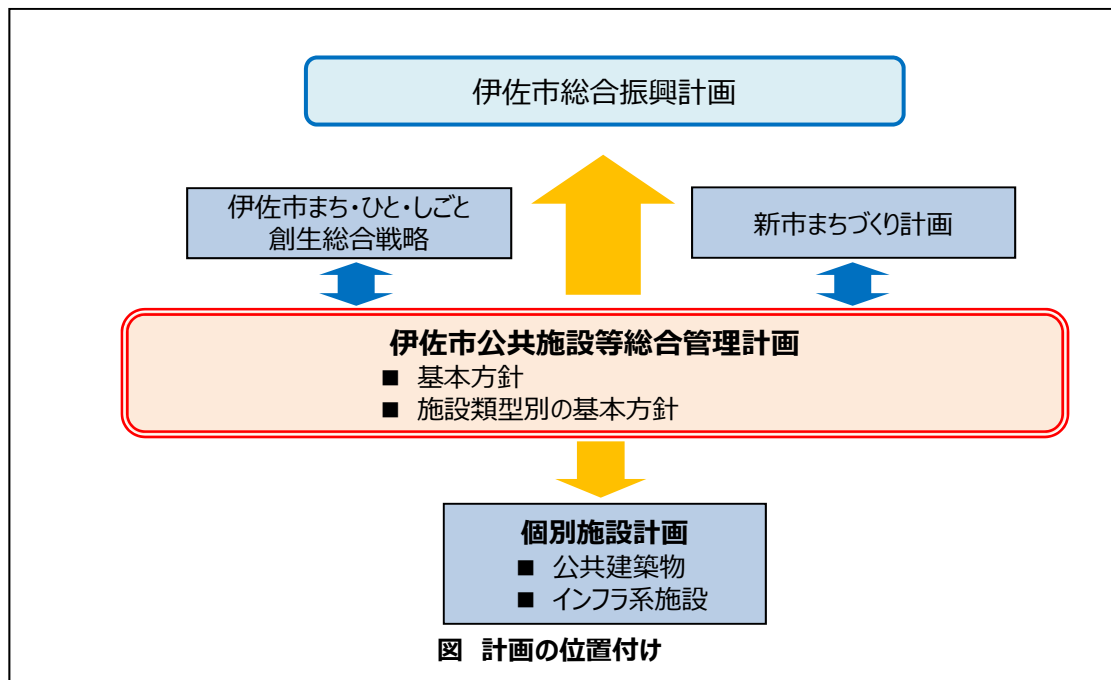 伊佐市総合振興計画
伊佐市まち・ひと・しごと
創生総合戦略
新市まちづくり計画
伊佐市公共施設等総合管理計画
■ 基本方針
■ 施設類型別の基本方針
個別施設計画
■ 公共建築物
■ インフラ系施設
図 計画の位置付け